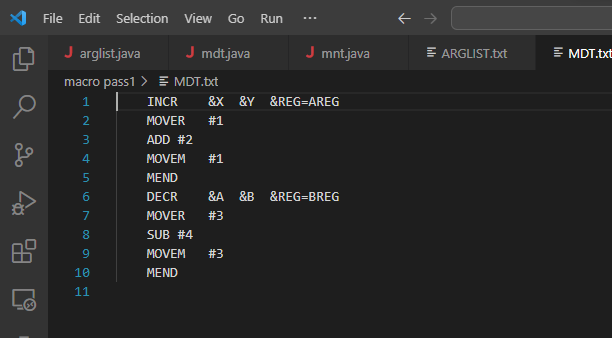 File Edit Selection View Go Run ...
arglist.java mdt.java mnt.java ARGLIST.txt MDT.txt
macro pass1 > MDT.txt
1 INCR &X &Y &REG=AREG
2 MOVER #1
3 ADD #2
4 MOVEM #1
5 MEND
6 DECR &A &B &REG=BREG
7 MOVER #3
8 SUB #4
9 MOVEM #3
10 MEND
11